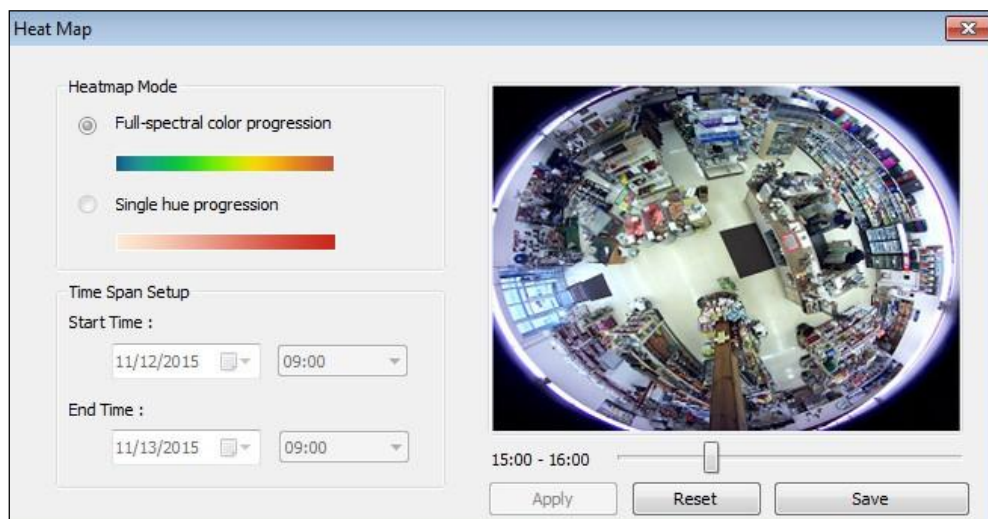 Heat Map
Heatmap Mode
Full-spectral color progression
Single hue progression
Time Span Setup
Start Time :
11/12/2015
09:00
End Time :
11/13/2015
09:00
15:00 - 16:00
Apply
Reset
Save